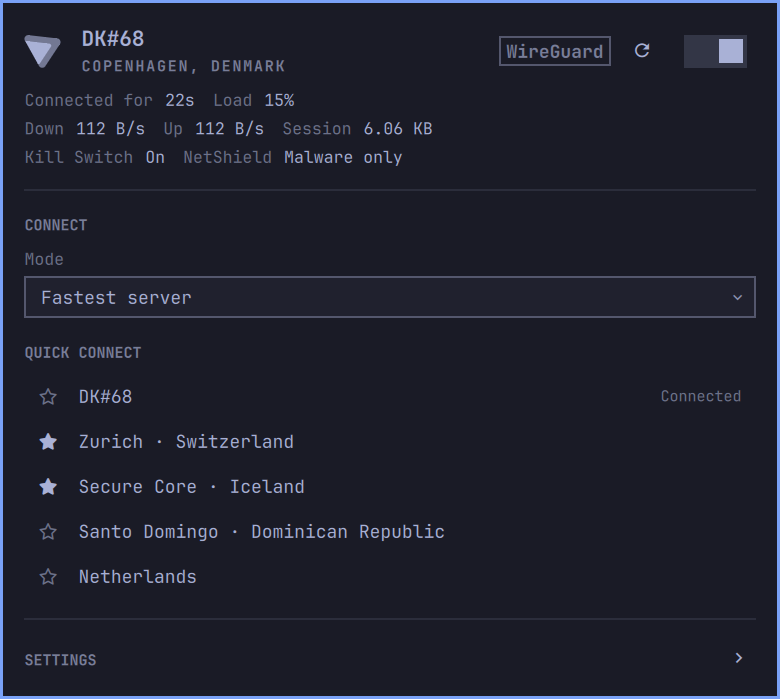 DK#68
COPENHAGEN, DENMARK
WireGuard
Connected for 22s Load 15%
Down 112 B/s Up 112 B/s Session 6.06 KB
Kill Switch On NetShield Malware only
CONNECT
Mode
Fastest server
QUICK CONNECT
DK#68 Connected
Zurich · Switzerland
Secure Core · Iceland
Santo Domingo · Dominican Republic
Netherlands
SETTINGS